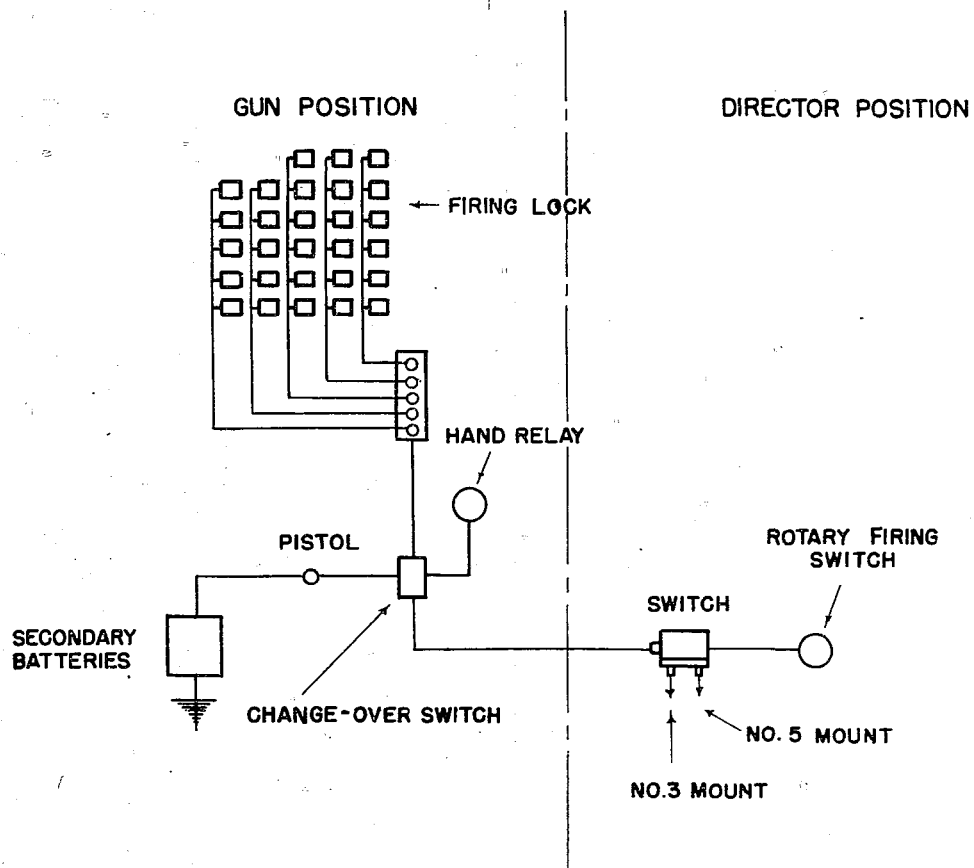 GUN POSITION
DIRECTOR POSITION
FIRING LOCK
HAND RELAY
PISTOL
ROTARY FIRING
SWITCH
SWITCH
SECONDARY
BATTERIES
CHANGE-OVER SWITCH
NO. 5 MOUNT
NO.3 MOUNT